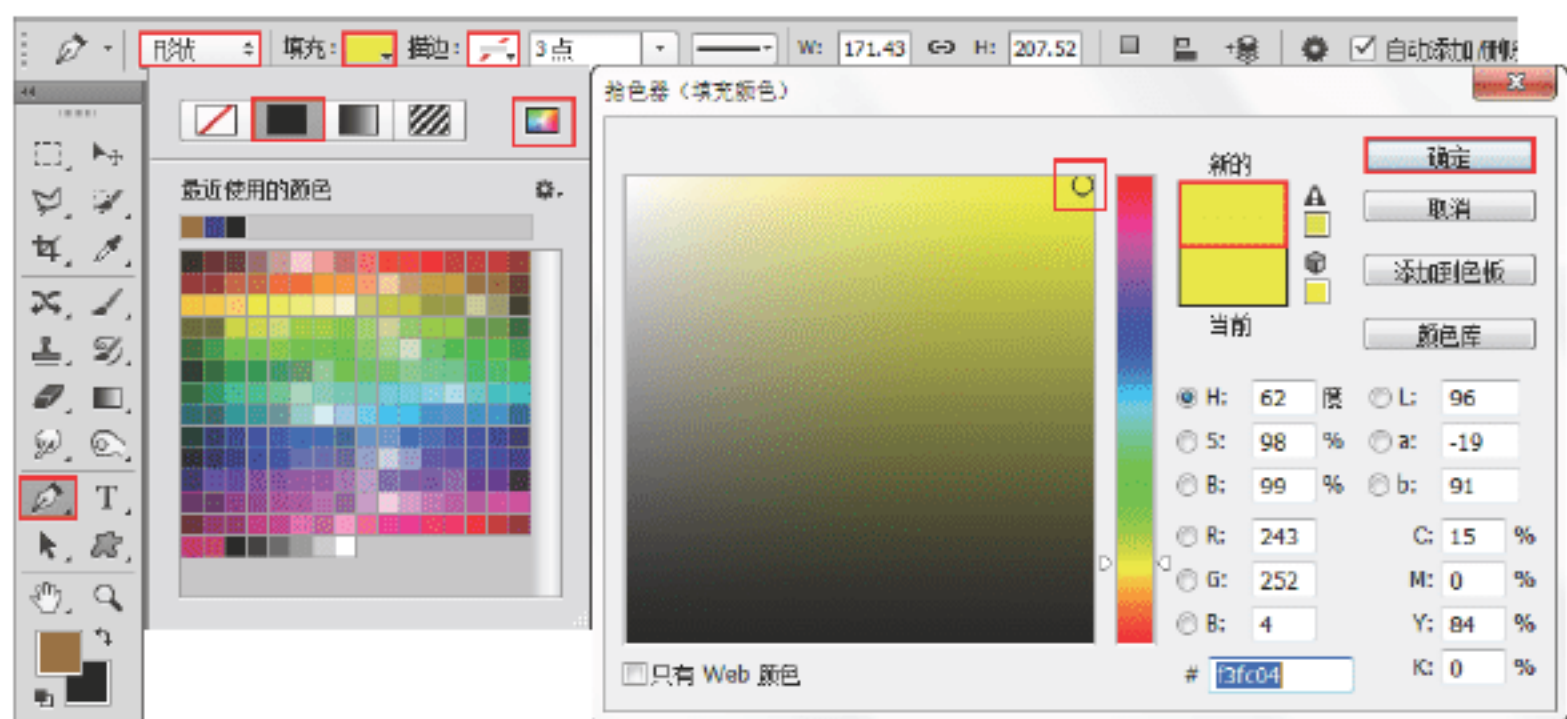 形状 填充: 描边: 3 点 W: 171.43 H: 207.52 自动添加/删除
拾色器（填充颜色）
最近使用的颜色
新的
当前
确定
取消
添加到色板
颜色库
H: 62 度 L: 96
S: 98 % a: -19
B: 99 % b: 91
R: 243 C: 15 %
G: 252 M: 0 %
B: 4 Y: 84 %
# f3fc04 K: 0 %
只有 Web 颜色
T